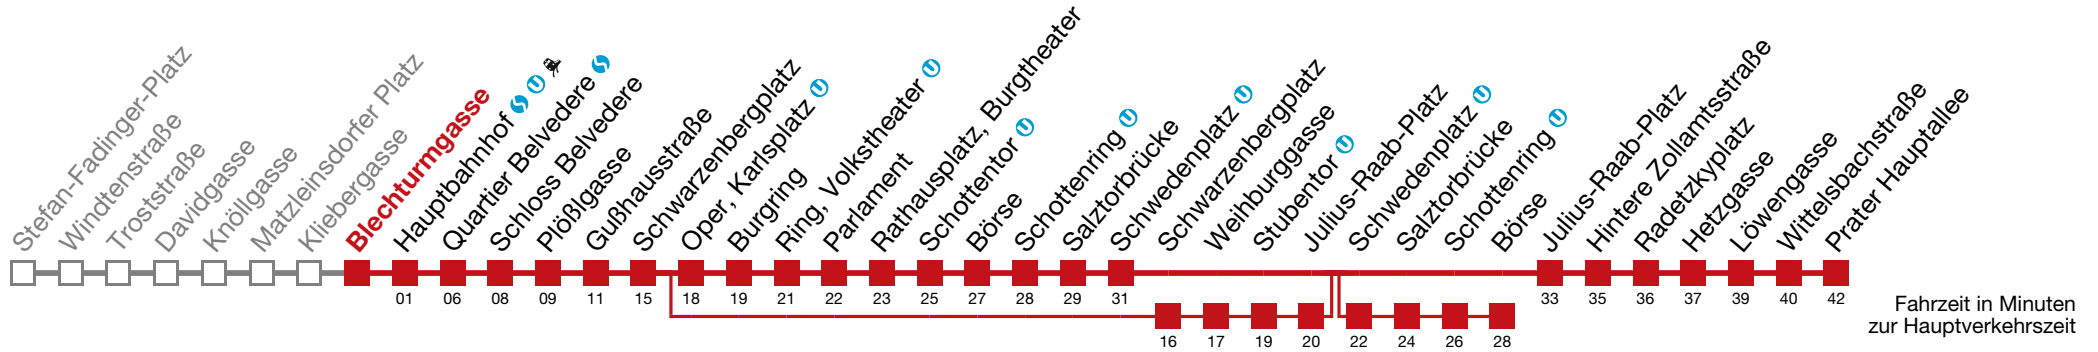 Stefan-Fadinger-Platz
Windtenstraße
Troststraße
Davidgasse
Knöllgasse
Matzleinsdorfer Platz
Kliebergasse
Blechturmgasse
Hauptbahnhof
Quartier Belvedere
Schloss Belvedere
Plößlgasse
Gußhausstraße
Schwarzenbergplatz
Oper, Karlsplatz U
Burgring
Ring, Volkstheater U
Parlament
Rathausplatz, Burgtheater
Schottentor U
Börse
Schottenring U
Salztorbrücke
Schwedenplatz U
Schwarzenbergplatz
Weihburggasse
Stubentor U
Julius-Raab-Platz
Schwedenplatz U
Salztorbrücke
Schottenring U
Börse
Julius-Raab-Platz
Hintere Zollamtsstraße
Radetzkyplatz
Hetzgasse
Löwengasse
Wittelsbachstraße
Prater Hauptallee
01 06 08 09 11 15 18 19 21 22 23 25 27 28 29 31 33 35 36 37 39 40 42
16 17 19 20 22 24 26 28
Fahrzeit in Minuten
zur Hauptverkehrszeit